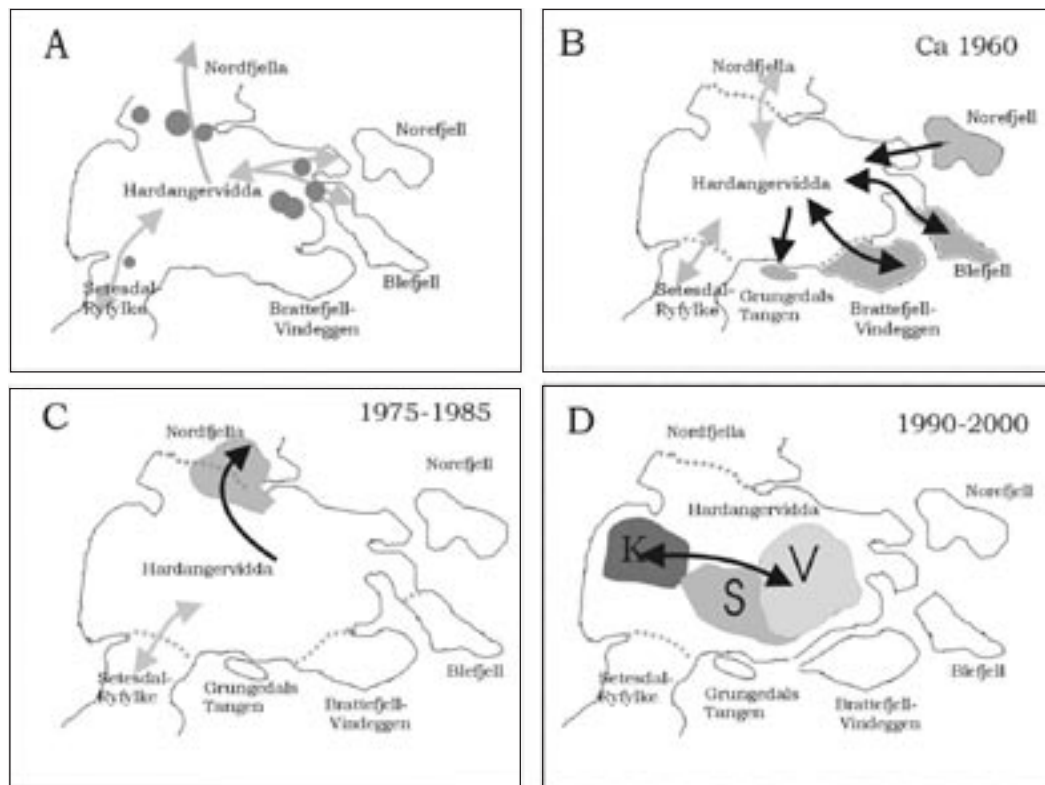 A
Nordfjella
Norefjell
Hardangervidda
Blefjell
Setesdal-
Ryfylke
Brattefjell-
Vindeggen
B
Ca 1960
Nordfjella
Norefjell
Hardangervidda
Blefjell
Setesdal-
Ryfylke
Grungedals
Tangen
Brattefjell-
Vindeggen
C
1975-1985
Nordfjella
Norefjell
Hardangervidda
Blefjell
Setesdal-
Ryfylke
Grungedals
Tangen
Brattefjell-
Vindeggen
D
1990-2000
Nordfjella
Norefjell
Hardangervidda
K
V
S
Blefjell
Setesdal-
Ryfylke
Grungedals
Tangen
Brattefjell-
Vindeggen